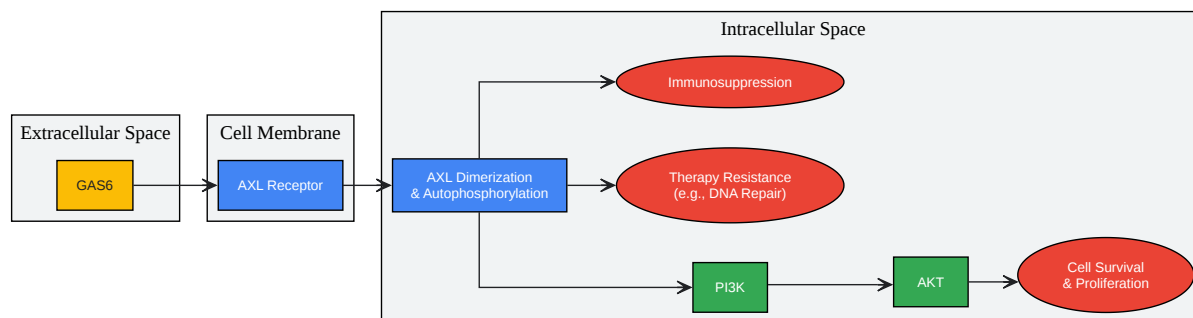 Intracellular Space
Immunosuppression
Extracellular Space
Cell Membrane
GAS6
AXL Receptor
AXL Dimerization
& Autophosphorylation
Therapy Resistance
(e.g., DNA Repair)
PI3K
AKT
Cell Survival
& Proliferation